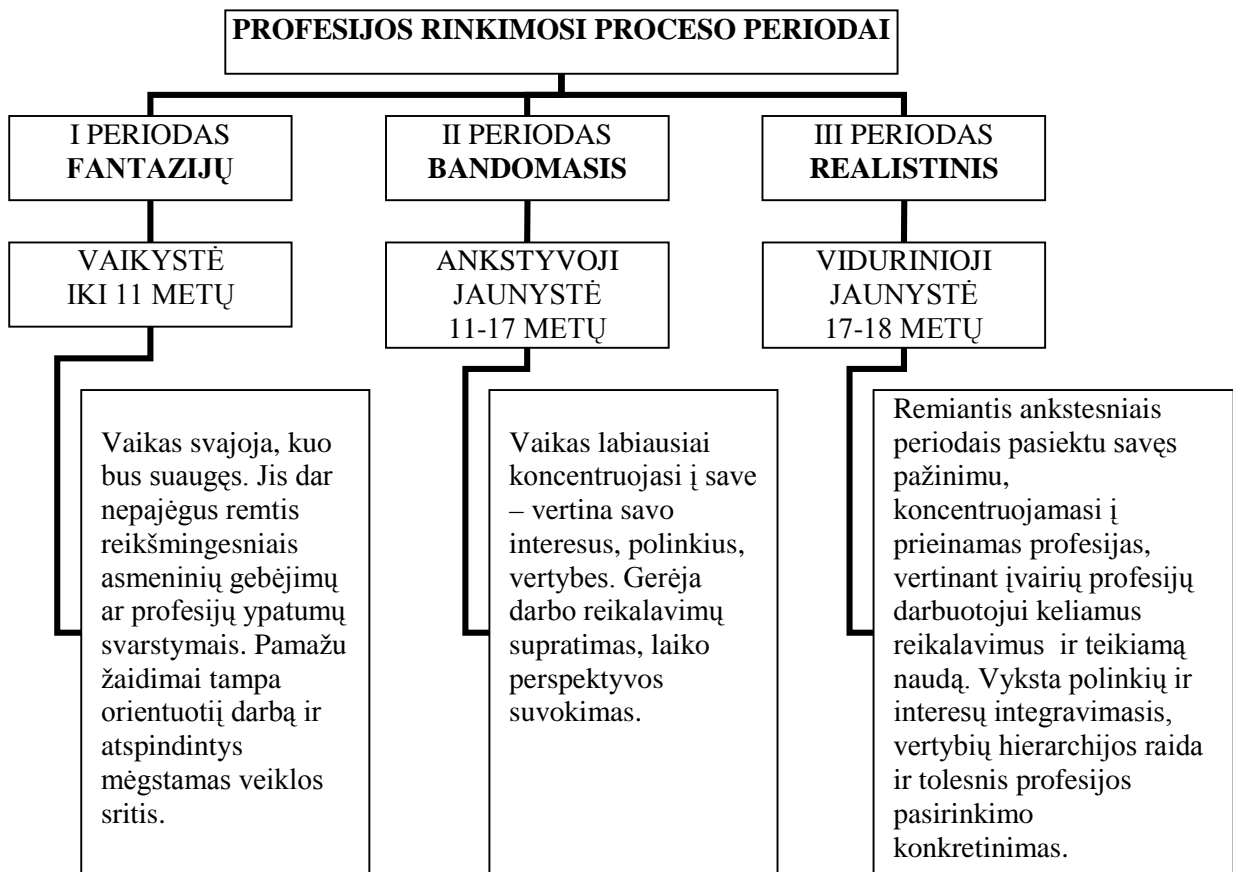 PROFESIJOS RINKIMOSI PROCESO PERIODAI
I PERIODAS
FANTAZIJŲ
VAIKYSTĖ
IKI 11 METŲ
Vaikas svajoja, kuo
bus suaugęs. Jis dar
nepajėgus remtis
reikšmingesniais
asmeninių gebėjimų
ar profesijų ypatumų
svarstymais. Pamažu
žaidimai tampa
orientuotiį darbą ir
atspindintys
mėgstamas veiklos
sritis.
II PERIODAS
BANDOMASIS
ANKSTYVOJI
JAUNYSTĖ
11-17 METŲ
Vaikas labiausiai
koncentruojasi į save
– vertina savo
interesus, polinkius,
vertybes. Gerėja
darbo reikalavimų
supratimas, laiko
perspektyvos
suvokimas.
III PERIODAS
REALISTINIS
VIDURINIOJI
JAUNYSTĖ
17-18 METŲ
Remiantis ankstesniais
periodais pasiektu savęs
pažinimu,
koncentruojamasi į
prieinamas profesijas,
vertinant įvairių profesijų
darbuotojui keliamus
reikalavimus ir teikiamą
naudą. Vyksta polinkių ir
interesų integravimasis,
vertybių hierarchijos raida
ir tolesnis profesijos
pasirinkimo
konkretinimas.